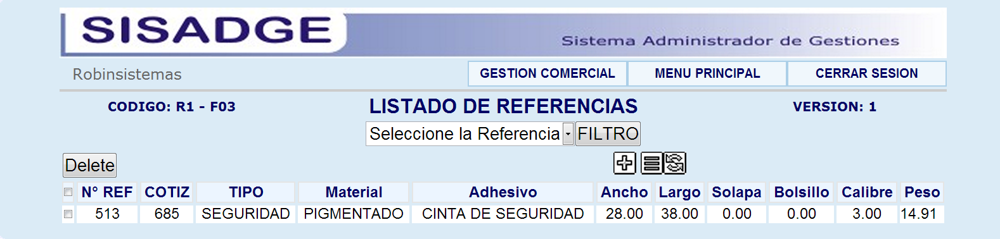 SISADGE
Sistema Administrador de Gestiones
Robinsistemas GESTION COMERCIAL MENU PRINCIPAL CERRAR SESION
CODIGO: R1 - F03 LISTADO DE REFERENCIAS VERSION: 1
Seleccione la Referencia FILTRO
Delete
N° REF COTIZ TIPO Material Adhesivo Ancho Largo Solapa Bolsillo Calibre Peso
513 685 SEGURIDAD PIGMENTADO CINTA DE SEGURIDAD 28.00 38.00 0.00 0.00 3.00 14.91